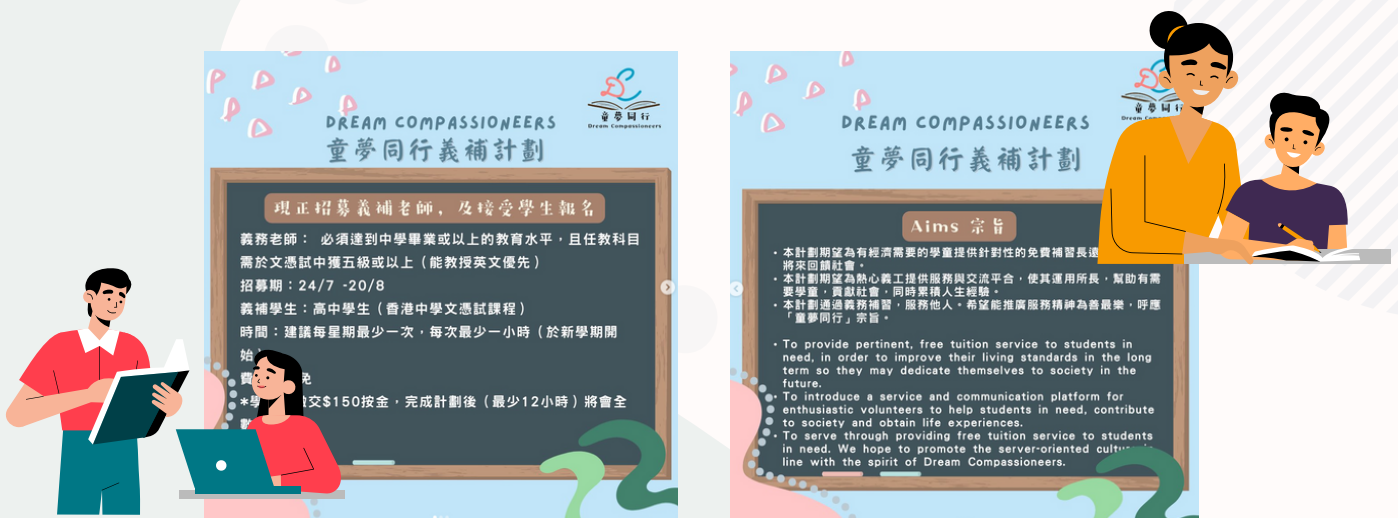 童夢同行
Dream Compassioneers
DREAM COMPASSIONEERS
童夢同行義補計劃
現正招募義補老師，及接受學生報名
義務老師： 必須達到中學畢業或以上的教育水平，且任教科目
需於文憑試中獲五級或以上（能教授英文優先）
招募期：24/7 -20/8
義補學生：高中學生（香港中學文憑試課程）
時間：建議每星期最少一次，每次最少一小時（於新學期開
始
費 免
*學 交$150按金，完成計劃後（最少12小時）將會全
童夢同行
Dream
DREAM COMPASSIONEERS
童夢同行義補計劃
Aims 宗旨
• 本計劃期望為有經濟需要的學童提供針對性的免費補習長遠
將來回饋社會。
• 本計劃期望為熱心義工提供服務與交流平台，使其運用所長，幫助有需
要學童，貢獻社會，同時累積人生經驗。
• 本計劃通過義務補習，服務他人。希望能推廣服務精神為善最樂，呼應
「童夢同行」宗旨。
• To provide pertinent, free tuition service to students in
need, in order to improve their living standards in the long
term so they may dedicate themselves to society in the
future.
• To introduce a service and communication platform for
enthusiastic volunteers to help students in need, contribute
to society and obtain life experiences.
• To serve through providing free tuition service to students
in need. We hope to promote the server-oriented culture in
line with the spirit of Dream Compassioneers.